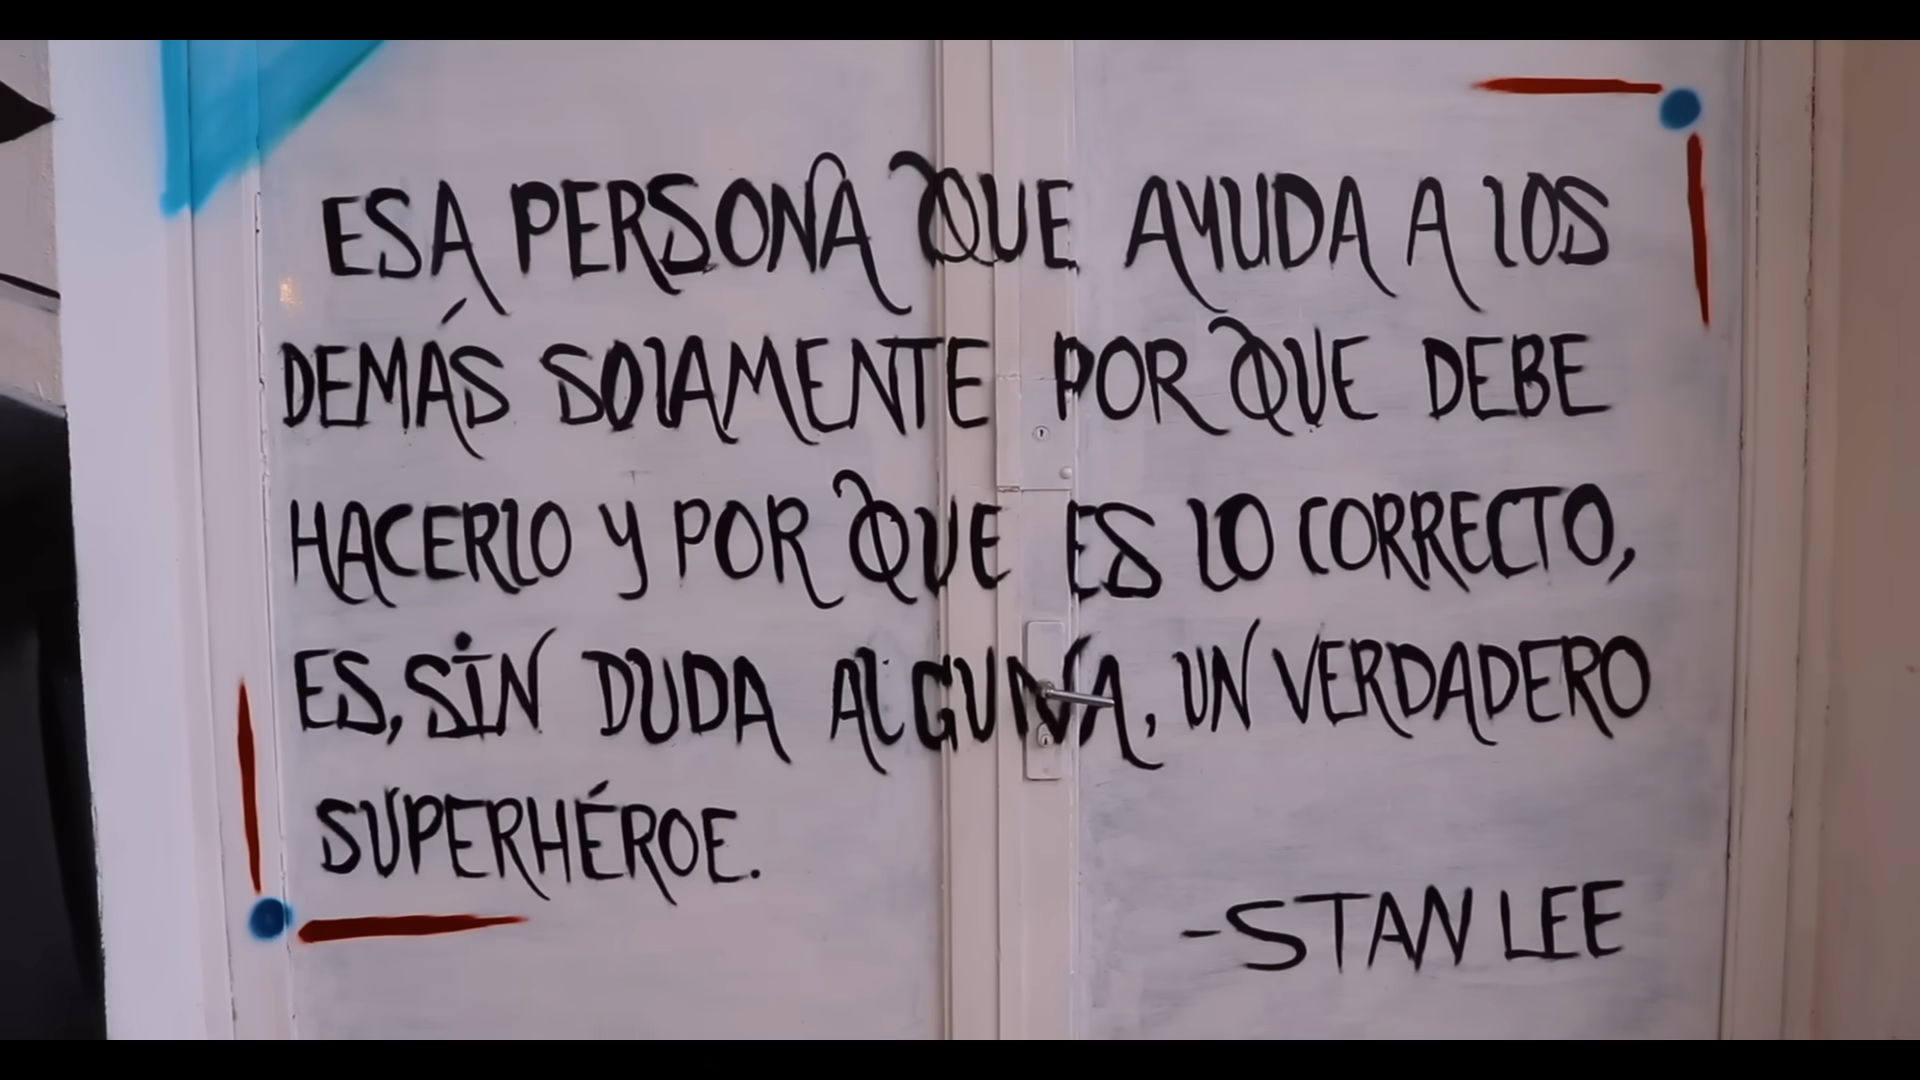 ESA PERSONA QUE AYUDA A LOS
DEMÁS SOLAMENTE POR QUE DEBE
HACERLO Y POR QUE ES LO CORRECTO,
ES, SIN DUDA ALGUNA, UN VERDADERO
SUPERHÉROE.
-STAN LEE